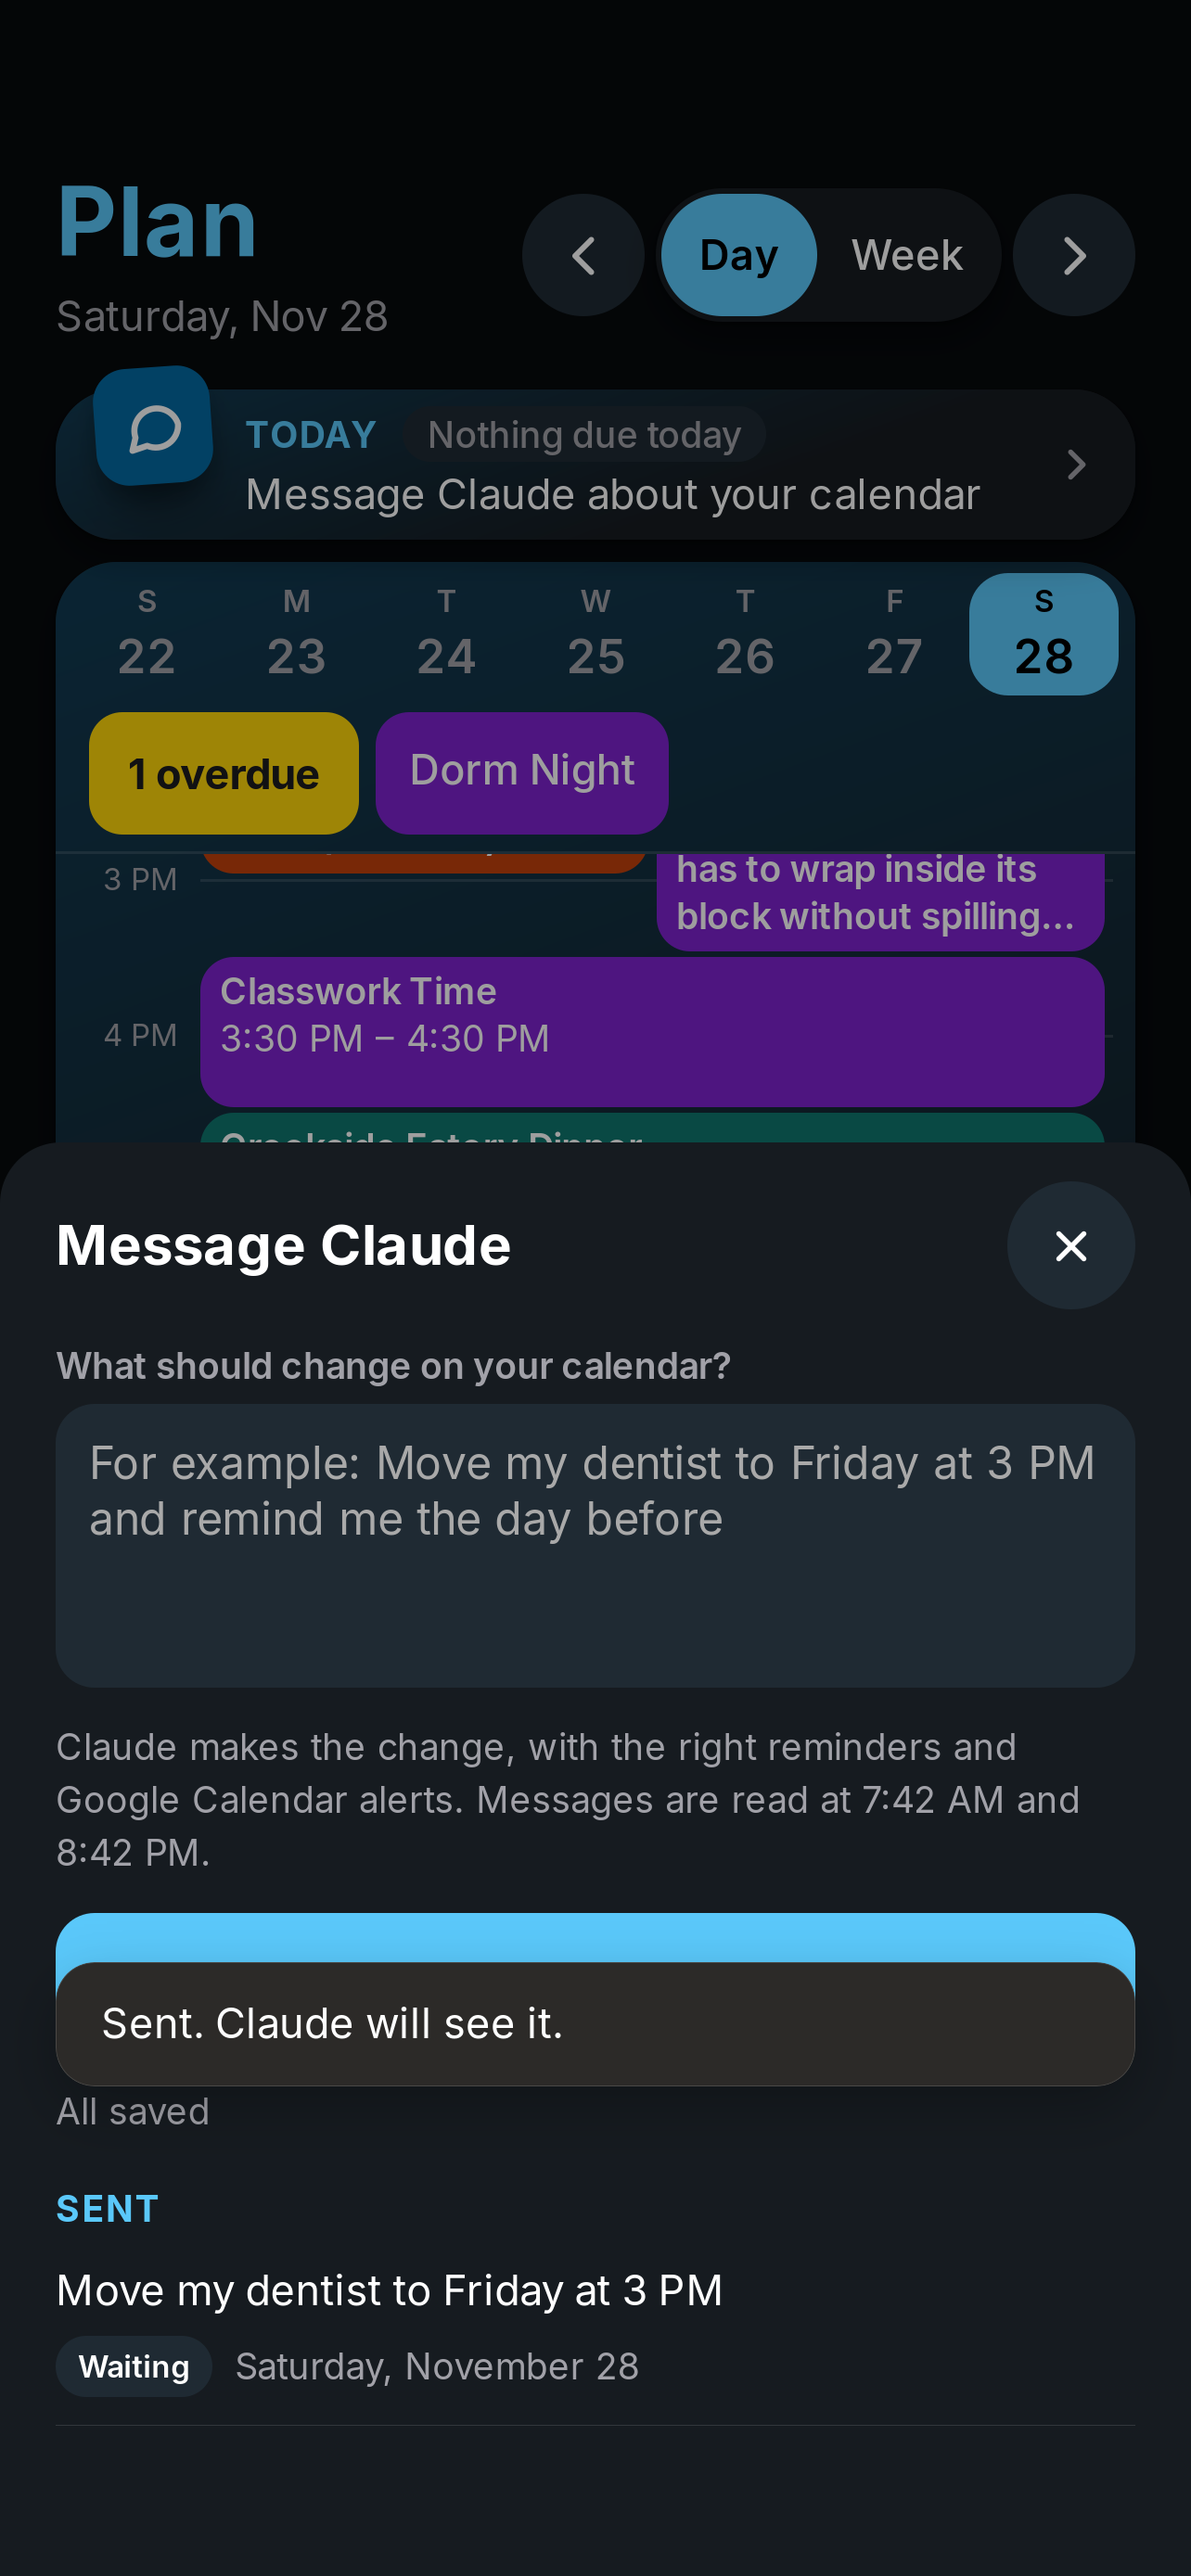 Plan
Saturday, Nov 28
Day
Week
TODAY
Nothing due today
Message Claude about your calendar
S M T W T F S
22 23 24 25 26 27 28
1 overdue
Dorm Night
3 PM
has to wrap inside its
block without spilling...
Classwork Time
3:30 PM – 4:30 PM
4 PM
Message Claude
What should change on your calendar?
For example: Move my dentist to Friday at 3 PM
and remind me the day before
Claude makes the change, with the right reminders and
Google Calendar alerts. Messages are read at 7:42 AM and
8:42 PM.
Sent. Claude will see it.
All saved
SENT
Move my dentist to Friday at 3 PM
Waiting
Saturday, November 28